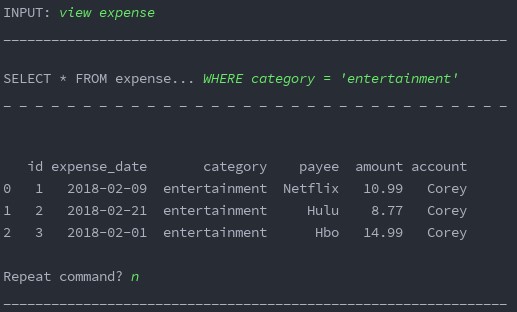 INPUT: view expense
SELECT * FROM expense... WHERE category = 'entertainment'
id expense_date category payee amount account
0 1 2018-02-09 entertainment Netflix 10.99 Corey
1 2 2018-02-21 entertainment Hulu 8.77 Corey
2 3 2018-02-01 entertainment Hbo 14.99 Corey
Repeat command? n